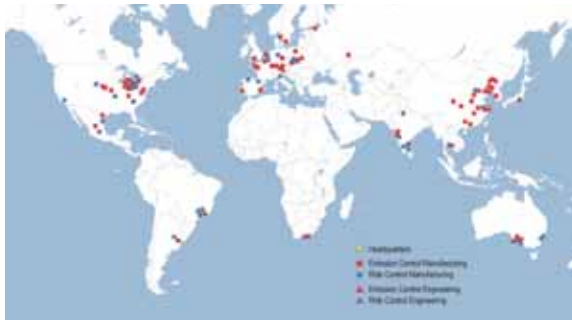 Headquarters
Emission Control Manufacturing
Ride Control Manufacturing
Emission Control Engineering
Ride Control Engineering